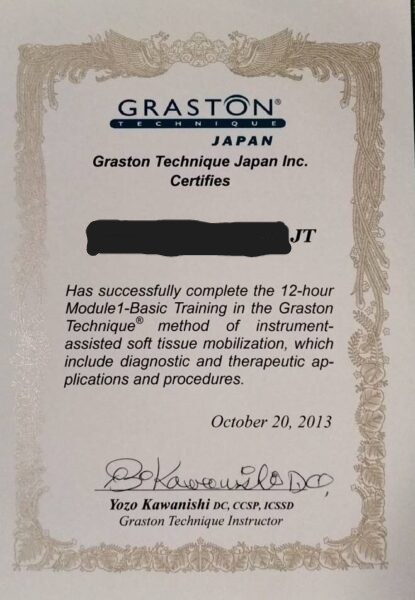 GRASTON®
TECHNIQUE
JAPAN
Graston Technique Japan Inc.
Certifies
JT
Has successfully complete the 12-hour
Module1-Basic Training in the Graston
Technique® method of instrument-
assisted soft tissue mobilization, which
include diagnostic and therapeutic ap-
plications and procedures.
October 20, 2013
Yozo Kawanishi DC, CCSP, ICSSD
Graston Technique Instructor